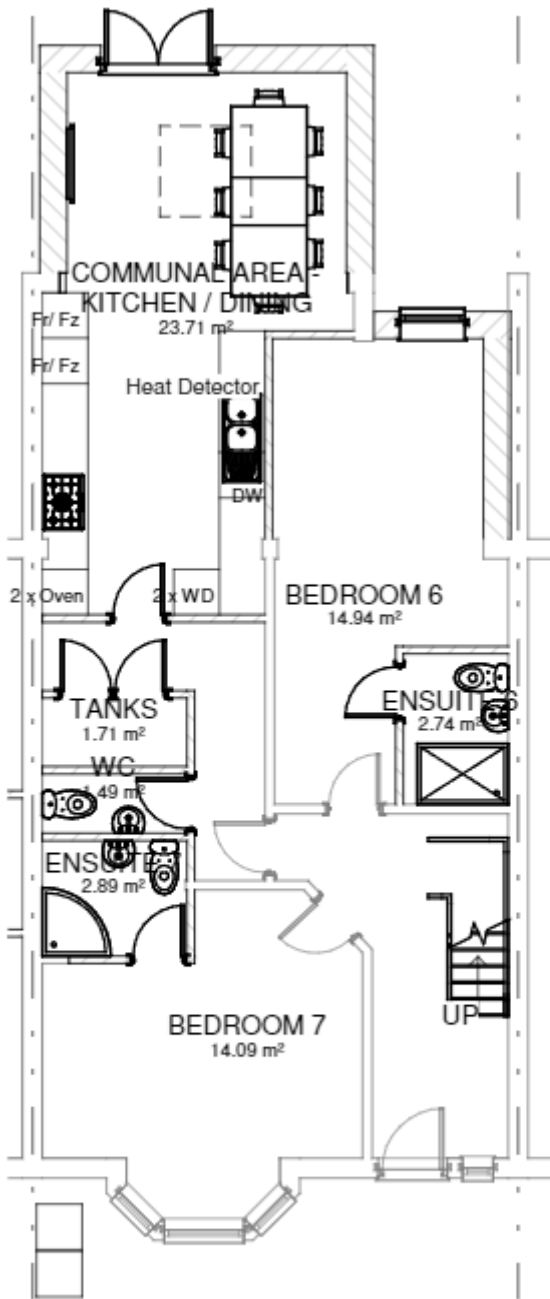 COMMUNAL AREA -
KITCHEN / DINING
23.71 m²
Fr/ Fz
Fr/ Fz
Heat Detector
DW
2 x Oven
2 x WD
BEDROOM 6
14.94 m²
ENSUITE 6
2.74 m²
TANKS
1.71 m²
WC
1.49 m²
ENSUITE
2.89 m²
BEDROOM 7
14.09 m²
UP